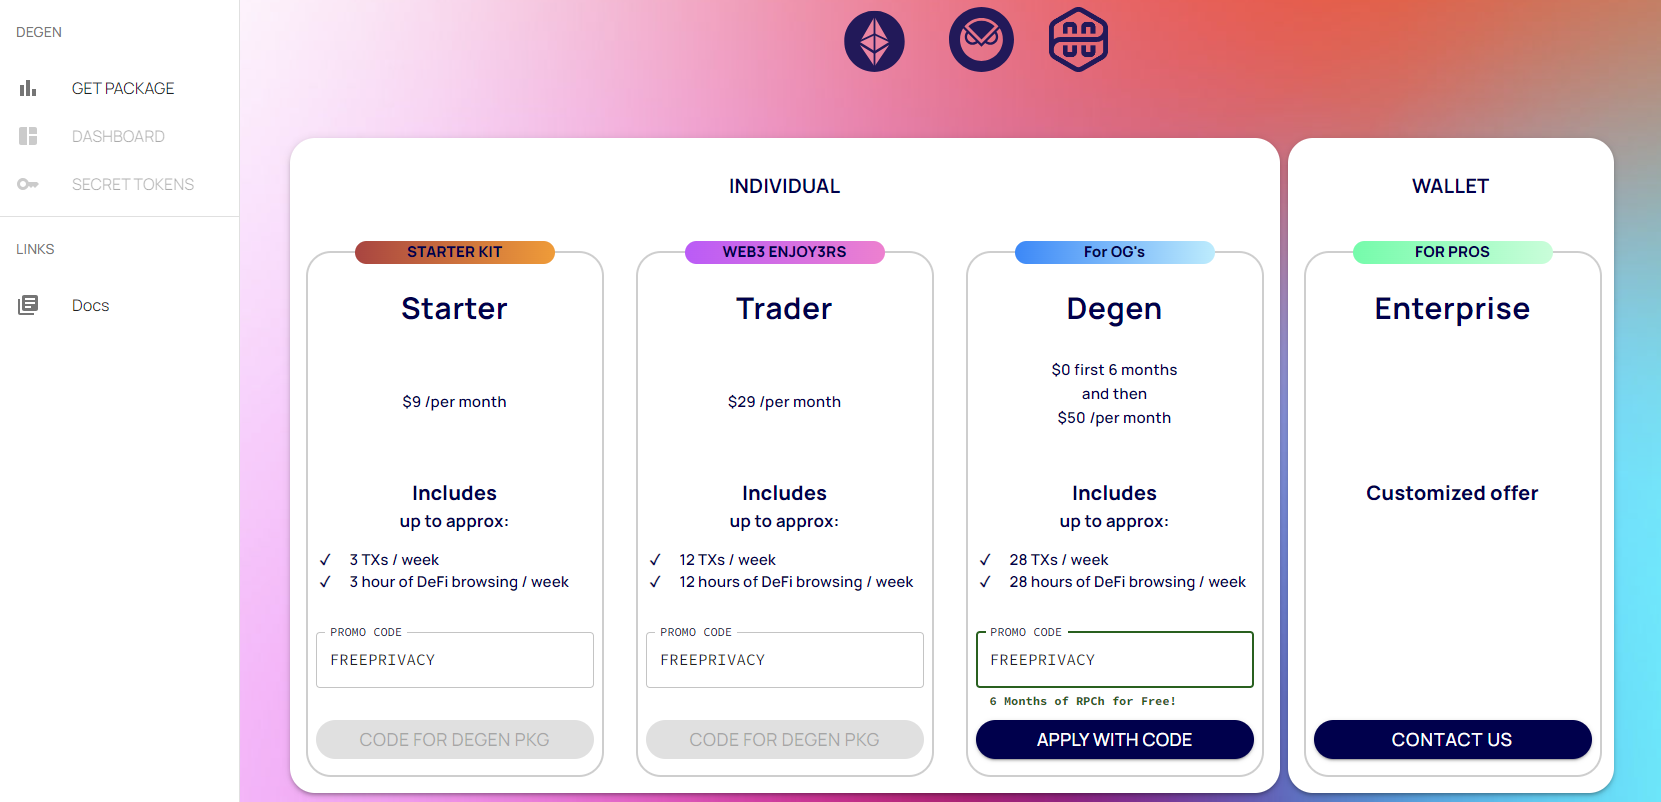 DEGEN
GET PACKAGE
DASHBOARD
SECRET TOKENS
LINKS
Docs
INDIVIDUAL
STARTER KIT
Starter
$9 /per month
Includes
up to approx:
✓ 3 TXs / week
✓ 3 hour of DeFi browsing / week
PROMO CODE
FREEPRIVACY
CODE FOR DEGEN PKG
WEB3 ENJOY3RS
Trader
$29 /per month
Includes
up to approx:
✓ 12 TXs / week
✓ 12 hours of DeFi browsing / week
PROMO CODE
FREEPRIVACY
CODE FOR DEGEN PKG
For OG's
Degen
$0 first 6 months
and then
$50 /per month
Includes
up to approx:
✓ 28 TXs / week
✓ 28 hours of DeFi browsing / week
PROMO CODE
FREEPRIVACY
6 Months of RPCh for Free!
APPLY WITH CODE
WALLET
FOR PROS
Enterprise
Customized offer
CONTACT US